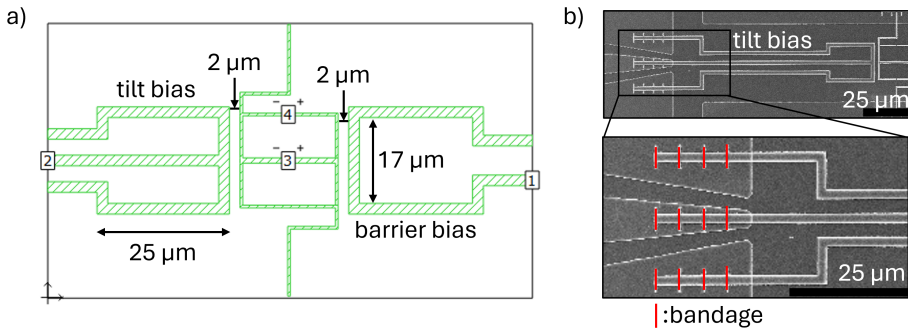 a)
2 μm
tilt bias
2 μm
− +
4
− +
3
2
17 μm
1
25 μm
barrier bias
b)
tilt bias
25 μm
25 μm
:bandage